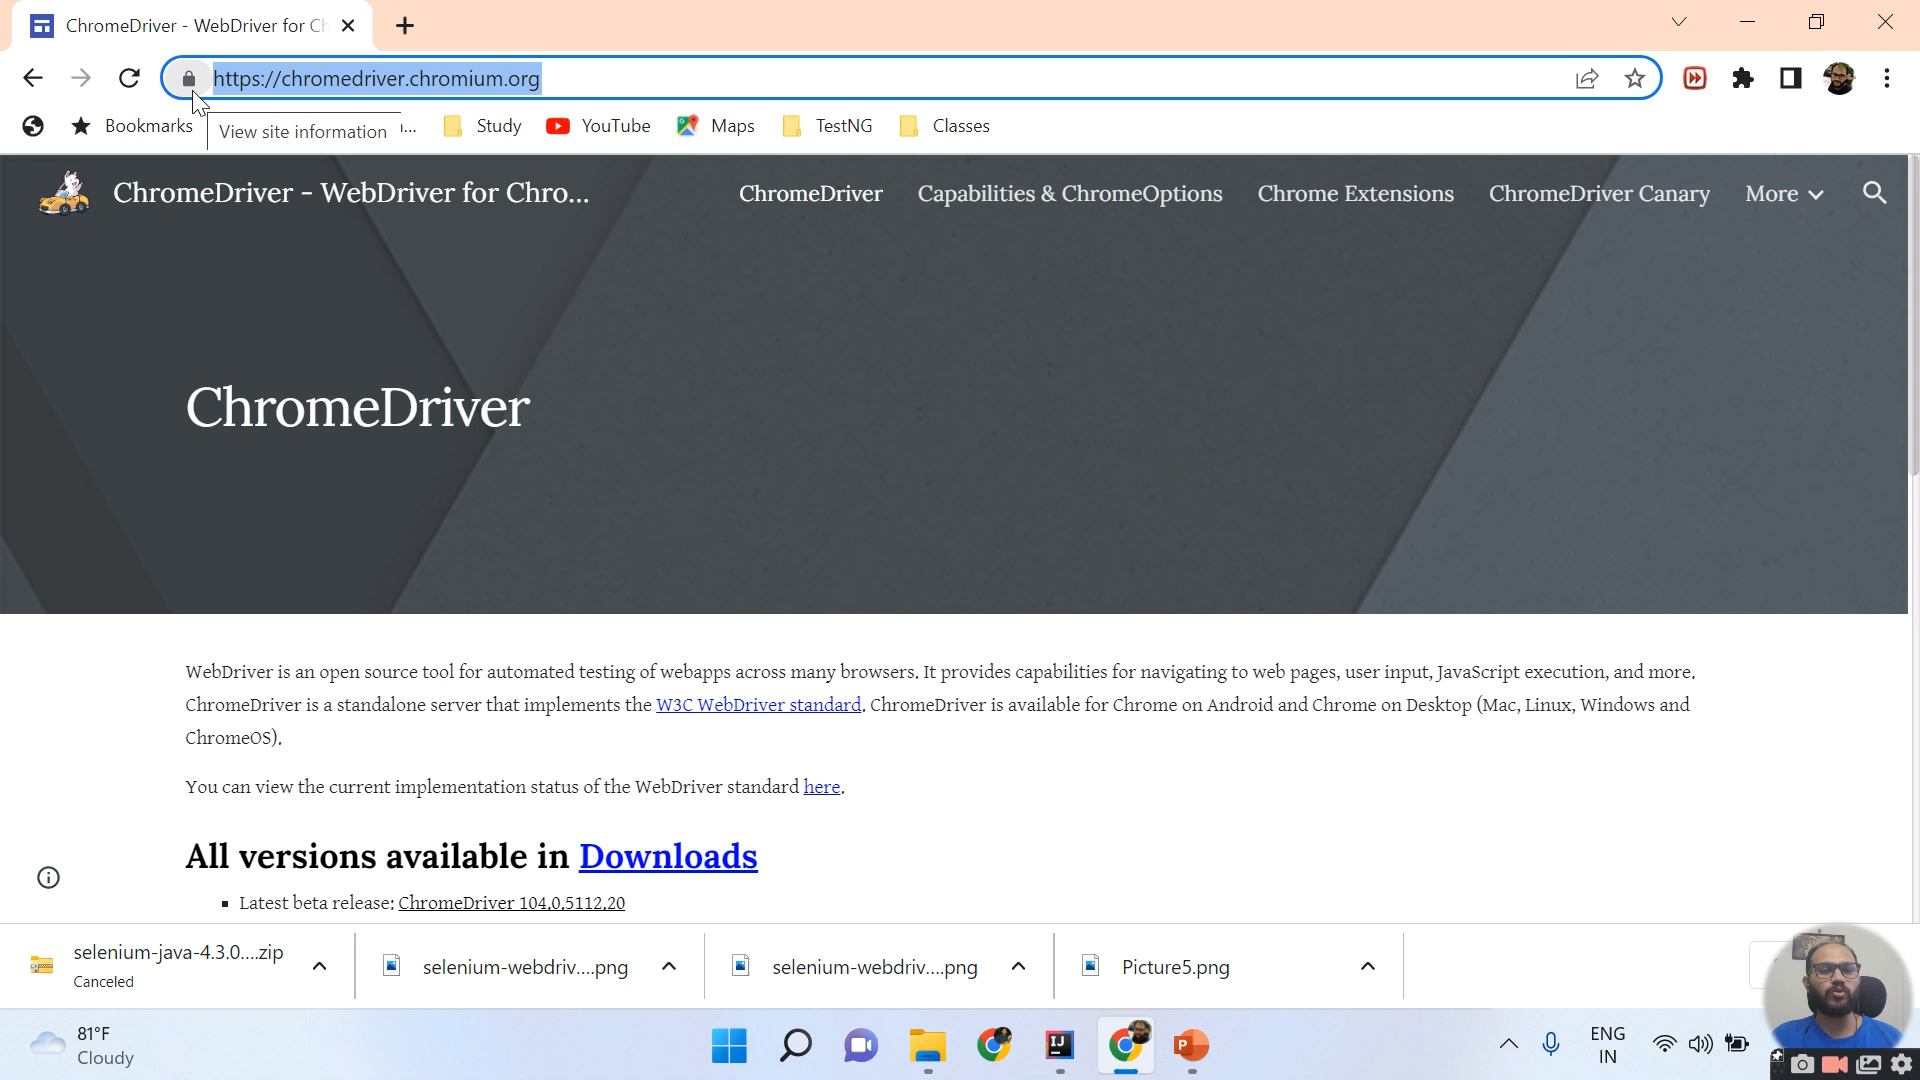 ChromeDriver - WebDriver for Ch
https://chromedriver.chromium.org
Bookmarks
View site information
...
Study
YouTube
Maps
TestNG
Classes
ChromeDriver - WebDriver for Chro...
ChromeDriver
Capabilities & ChromeOptions
Chrome Extensions
ChromeDriver Canary
More
ChromeDriver
WebDriver is an open source tool for automated testing of webapps across many browsers. It provides capabilities for navigating to web pages, user input, JavaScript execution, and more.
ChromeDriver is a standalone server that implements the W3C WebDriver standard. ChromeDriver is available for Chrome on Android and Chrome on Desktop (Mac, Linux, Windows and
ChromeOS).
You can view the current implementation status of the WebDriver standard here.
All versions available in Downloads
Latest beta release: ChromeDriver 104.0.5112.20
selenium-java-4.3.0....zip
Canceled
selenium-webdriv....png
selenium-webdriv....png
Picture5.png
81°F
Cloudy
IJ
P
ENG
IN